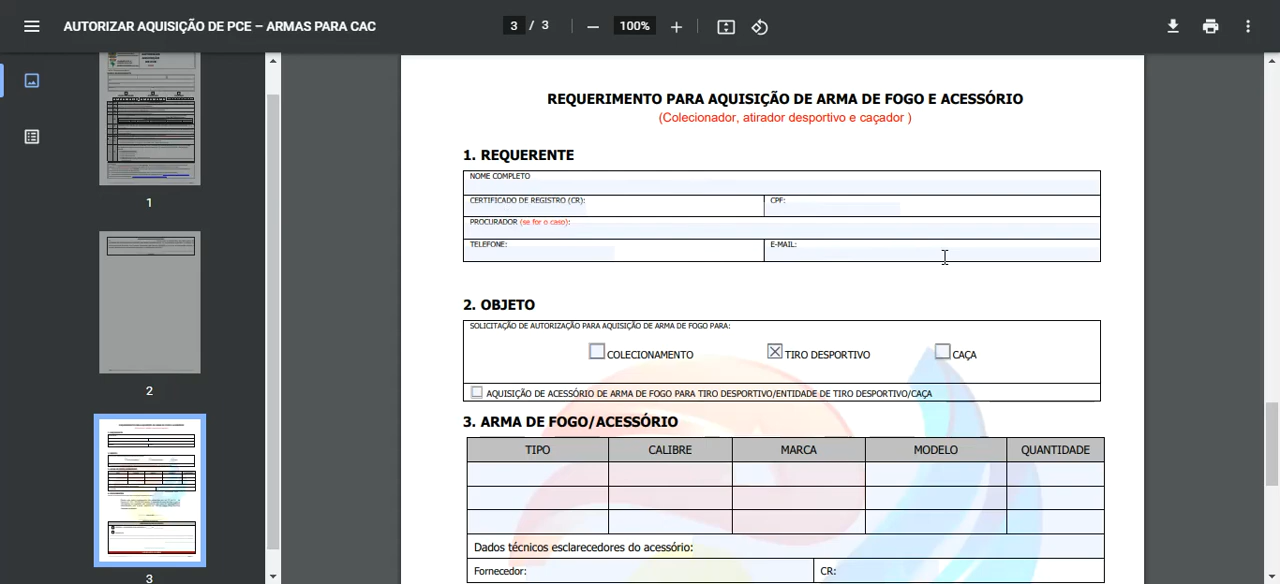 AUTORIZAR AQUISIÇÃO DE PCE – ARMAS PARA CAC
3 / 3
100%
1
2
3
REQUERIMENTO PARA AQUISIÇÃO DE ARMA DE FOGO E ACESSÓRIO
(Colecionador, atirador desportivo e caçador )
1. REQUERENTE
NOME COMPLETO
CERTIFICADO DE REGISTRO (CR): CPF:
PROCURADOR (se for o caso):
TELEFONE: E-MAIL:
2. OBJETO
SOLICITAÇÃO DE AUTORIZAÇÃO PARA AQUISIÇÃO DE ARMA DE FOGO PARA:
COLECIONAMENTO TIRO DESPORTIVO CAÇA
AQUISIÇÃO DE ACESSÓRIO DE ARMA DE FOGO PARA TIRO DESPORTIVO/ENTIDADE DE TIRO DESPORTIVO/CAÇA
3. ARMA DE FOGO/ACESSÓRIO
TIPO CALIBRE MARCA MODELO QUANTIDADE
Dados técnicos esclarecedores do acessório:
Fornecedor: CR: